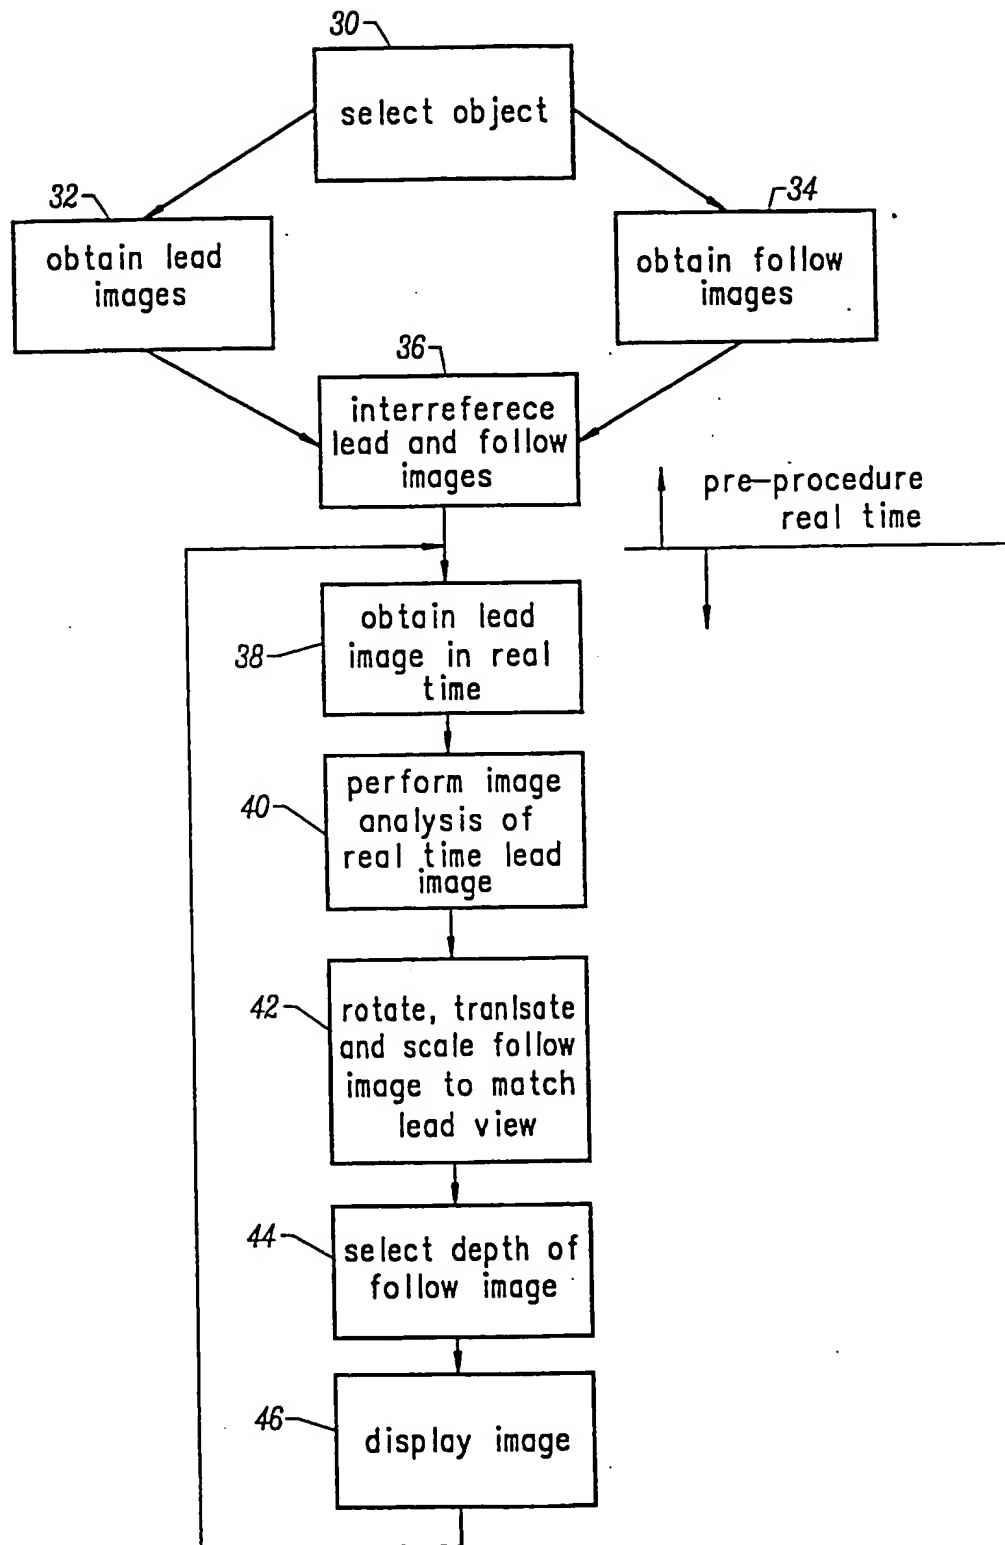 30
select object
32
34
obtain lead
images
obtain follow
images
36
interreferece
lead and follow
images
pre-procedure
real time
38
obtain lead
image in real
time
40
perform image
analysis of
real time lead
image
42
rotate, tranlsate
and scale follow
image to match
lead view
44
select depth of
follow image
46
display image